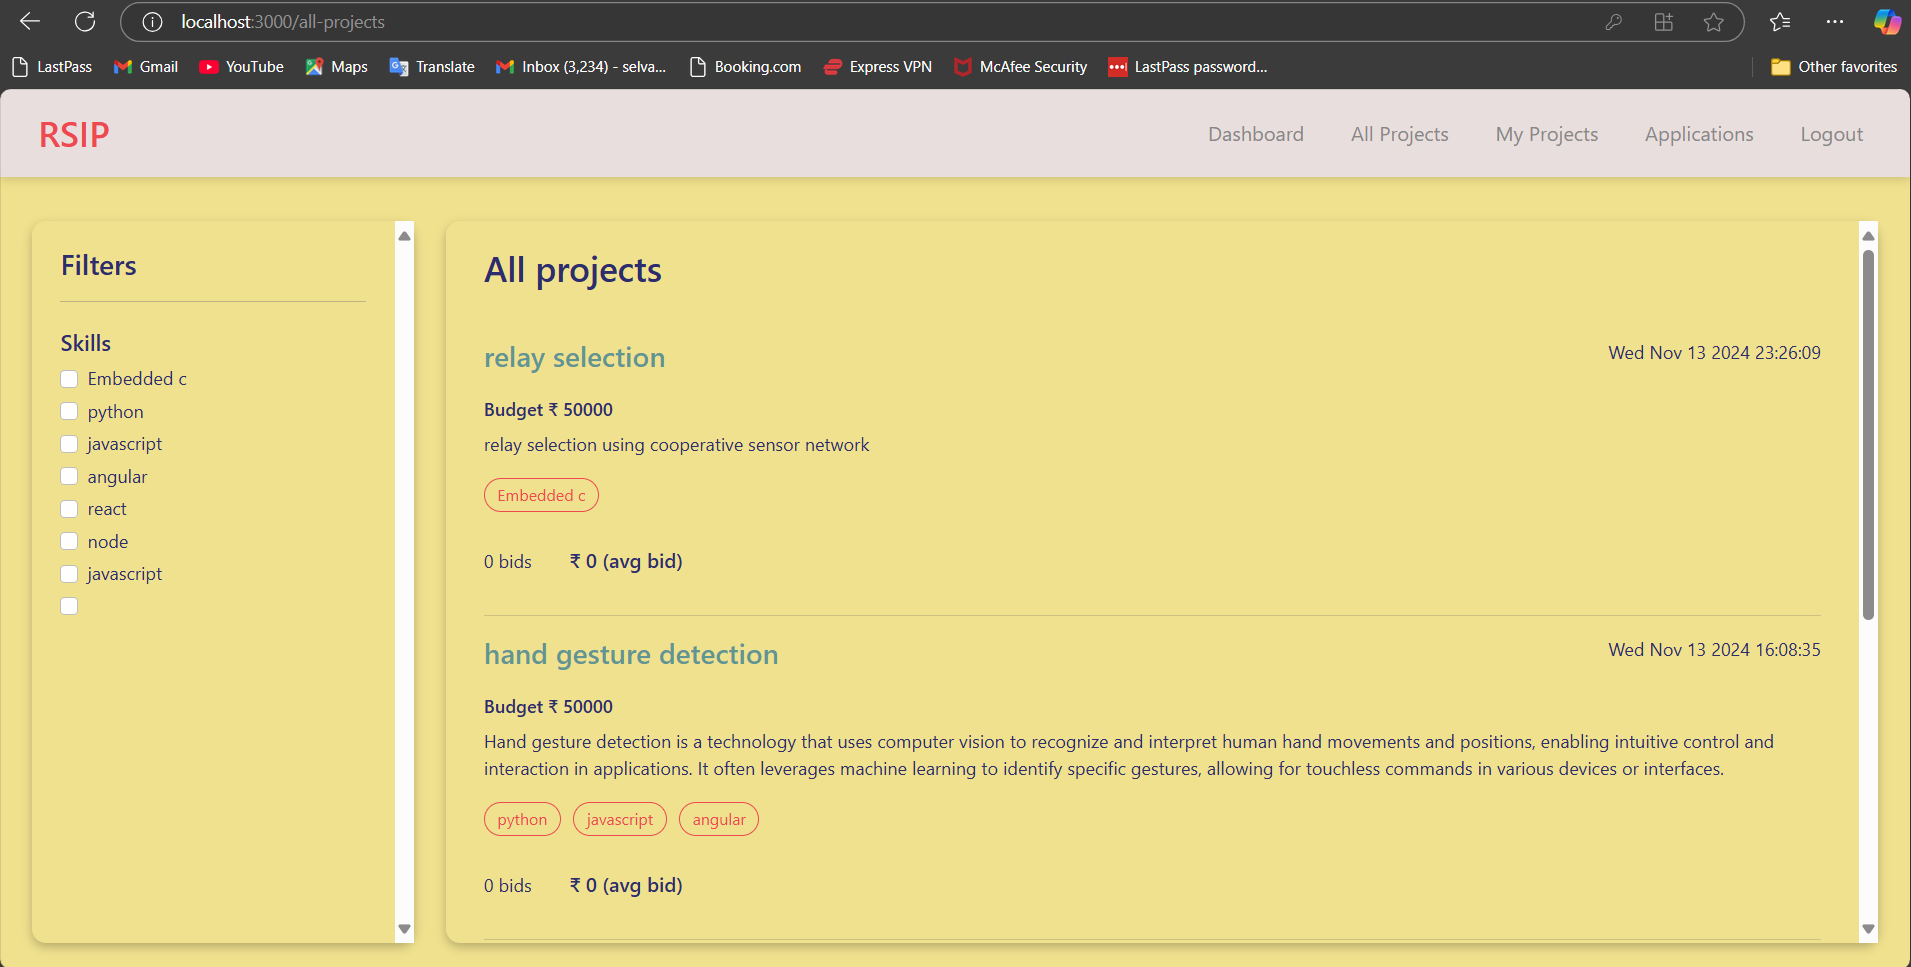 localhost:3000/all-projects
LastPass Gmail YouTube Maps Translate Inbox (3,234) - selva... Booking.com Express VPN McAfee Security LastPass password... Other favorites
RSIP Dashboard All Projects My Projects Applications Logout
Filters
Skills
Embedded c
python
javascript
angular
react
node
javascript
All projects
relay selection Wed Nov 13 2024 23:26:09
Budget ₹ 50000
relay selection using cooperative sensor network
Embedded c
0 bids ₹ 0 (avg bid)
hand gesture detection Wed Nov 13 2024 16:08:35
Budget ₹ 50000
Hand gesture detection is a technology that uses computer vision to recognize and interpret human hand movements and positions, enabling intuitive control and
interaction in applications. It often leverages machine learning to identify specific gestures, allowing for touchless commands in various devices or interfaces.
python javascript angular
0 bids ₹ 0 (avg bid)